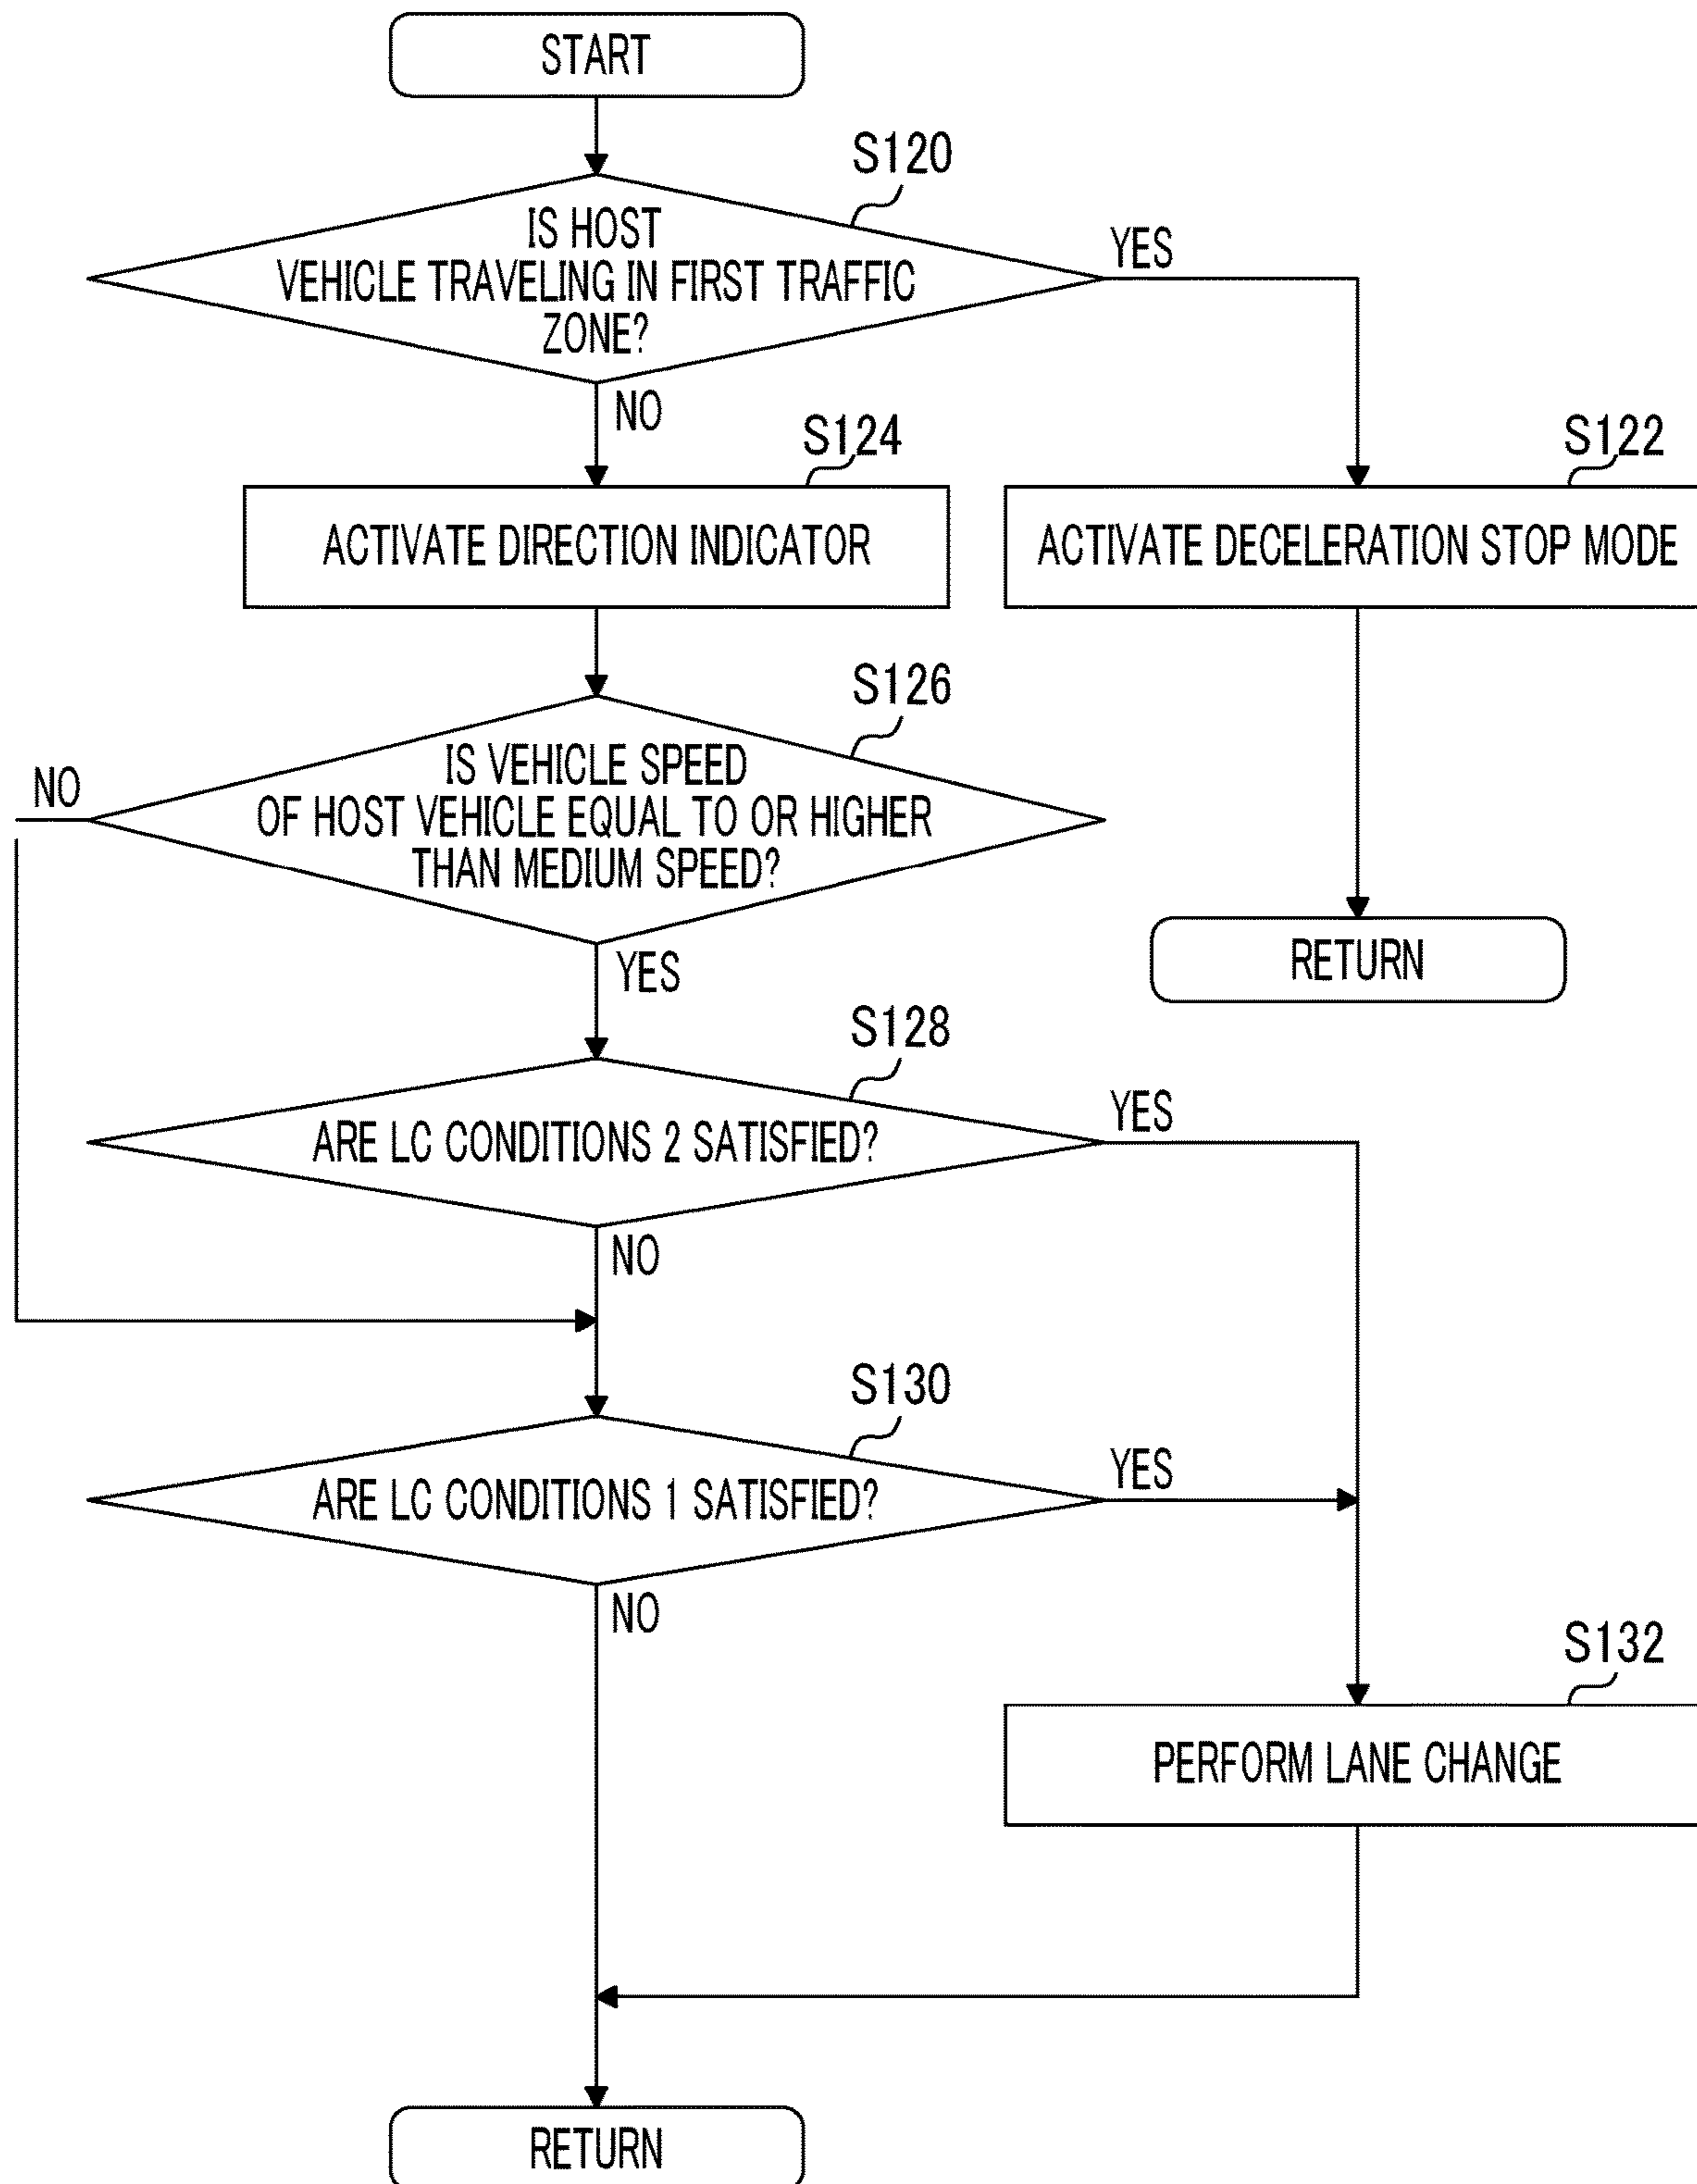 START
S120
IS HOST
VEHICLE TRAVELING IN FIRST TRAFFIC
ZONE?
YES
NO
S124
S122
ACTIVATE DIRECTION INDICATOR
ACTIVATE DECELERATION STOP MODE
S126
IS VEHICLE SPEED
OF HOST VEHICLE EQUAL TO OR HIGHER
THAN MEDIUM SPEED?
NO
YES
RETURN
S128
ARE LC CONDITIONS 2 SATISFIED?
YES
NO
S130
ARE LC CONDITIONS 1 SATISFIED?
YES
NO
S132
PERFORM LANE CHANGE
RETURN